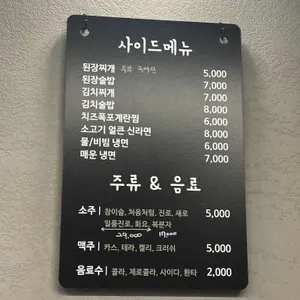 사이드메뉴
된장찌개 5,000
된장술밥 7,000
김치찌개 7,000
김치술밥 8,000
치즈폭포계란찜 6,000
소고기 얼큰 신라면 8,000
물/비빔 냉면 6,000
매운 냉면 7,000
주류 & 음료
소주 | 참이슬, 처음처럼, 진로, 새로 5,000
일품진로, 화요, 복분자
29,000
맥주 | 카스, 테라, 켈리, 크러쉬 5,000
음료수 | 콜라, 제로콜라, 사이다, 환타 2,000